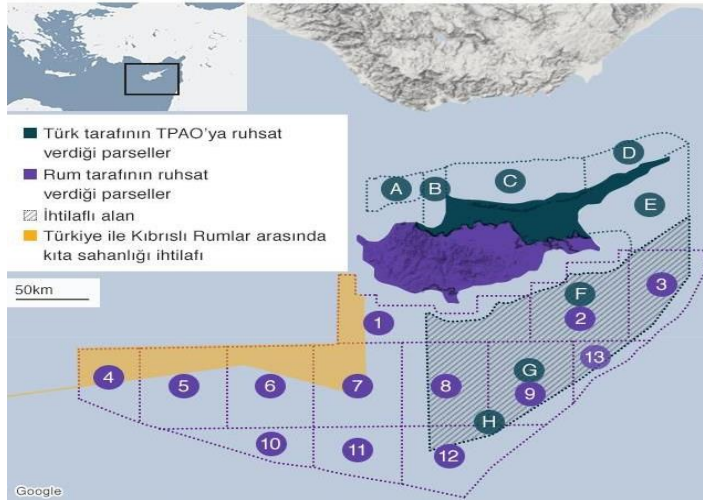 Türk tarafının TPAO'ya ruhsat
verdiği parseller
Rum tarafının ruhsat
verdiği parseller
İhtilaflı alan
Türkiye ile Kıbrıslı Rumlar arasında
kıta sahanlığı ihtilafı
50km
D
A
B
C
E
F
3
1
2
13
4
5
6
7
8
G
9
H
10
11
12
Google